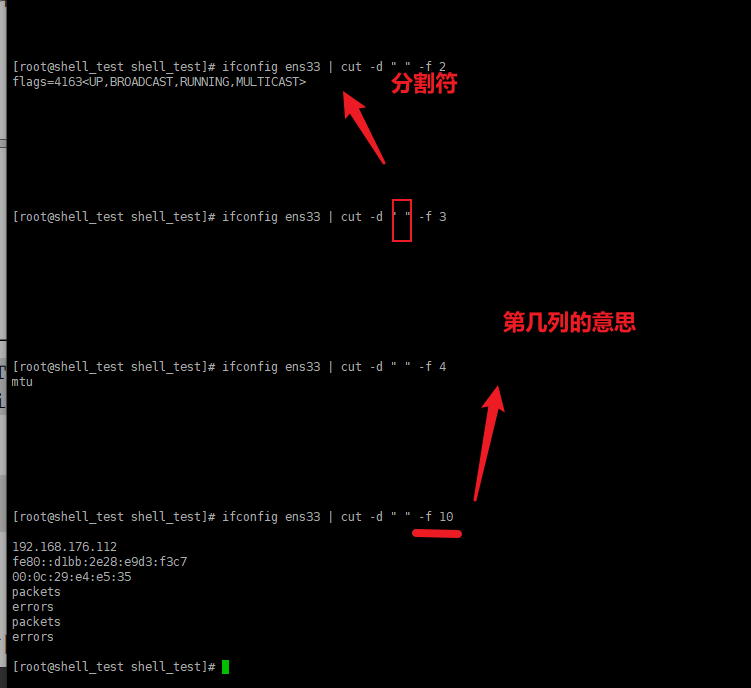 [root@shell_test shell_test]# ifconfig ens33 | cut -d " " -f 2
flags=4163<UP,BROADCAST,RUNNING,MULTICAST>
分割符
[root@shell_test shell_test]# ifconfig ens33 | cut -d " " -f 3
第几列的意思
[root@shell_test shell_test]# ifconfig ens33 | cut -d " " -f 4
mtu
[root@shell_test shell_test]# ifconfig ens33 | cut -d " " -f 10
192.168.176.112
fe80::d1bb:2e28:e9d3:f3c7
00:0c:29:e4:e5:35
packets
errors
packets
errors
[root@shell_test shell_test]#